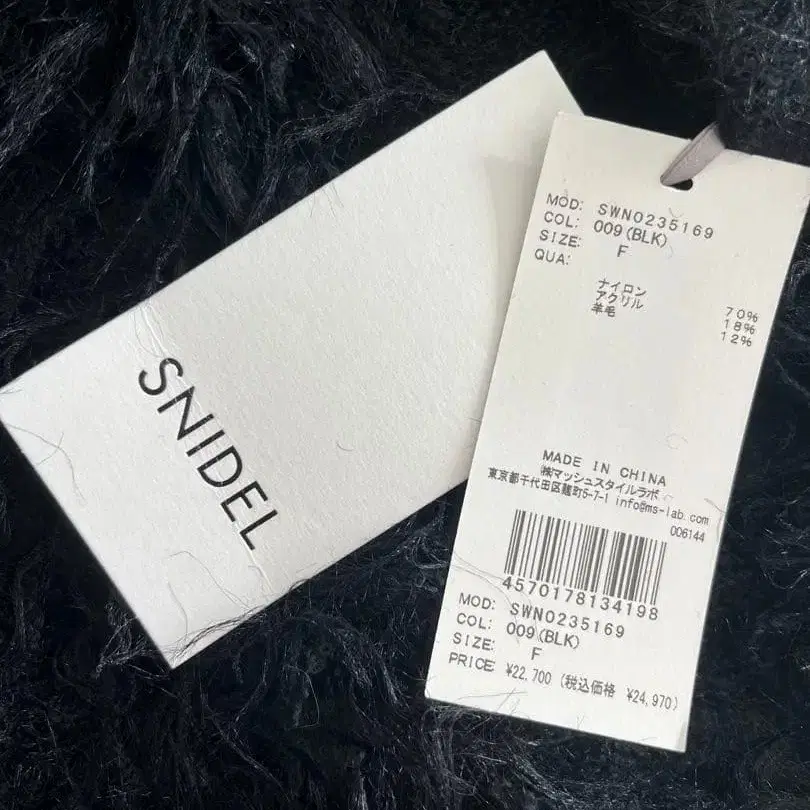 SNIDEL
MOD: SWN0235169
COL: 009(BLK)
SIZE: F
QUA:
ナイロン 70%
アクリル 18%
羊毛 12%
MADE IN CHINA
㈱マッシュスタイルラボ
東京都千代田区麹町5-7-1 info@ms-lab.com
006144
4570178134198
MOD: SWN0235169
COL: 009(BLK)
SIZE: F
PRICE: ¥22,700 (税込価格 ¥24,970)